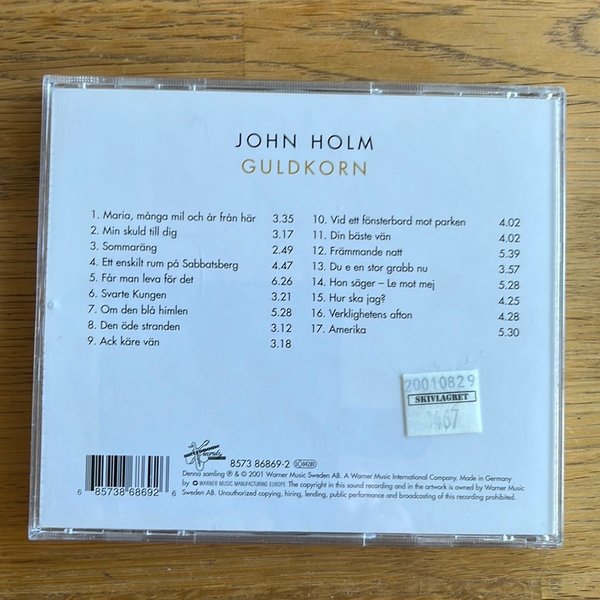 JOHN HOLM
GULDKORN
1. Maria, många mil och år från här 3.35
2. Min skuld till dig 3.17
3. Sommaräng 2.49
4. Ett enskilt rum på Sabbatsberg 4.47
5. Får man leva för det 6.26
6. Svarte Kungen 3.21
7. Om den blå himlen 5.28
8. Den öde stranden 3.12
9. Ack käre vän 3.18
10. Vid ett fönsterbord mot parken 4.02
11. Din bäste vän 4.02
12. Främmande natt 5.39
13. Du e en stor grabb nu 3.57
14. Hon säger – Le mot mej 5.28
15. Hur ska jag? 4.25
16. Verklighetens afton 4.28
17. Amerika 5.30
20010829
SKIVLAGRET
8573 86869-2
6 85738 68692 6
Denna samling ℗ & © 2001 Warner Music Sweden AB. A Warner Music International Company. Made in Germany
by WARNER MUSIC MANUFACTURING EUROPE. The copyright in this sound recording and in the artwork is owned by Warner Music
Sweden AB. Unauthorized copying, hiring, lending, public performance and broadcasting of this recording prohibited.